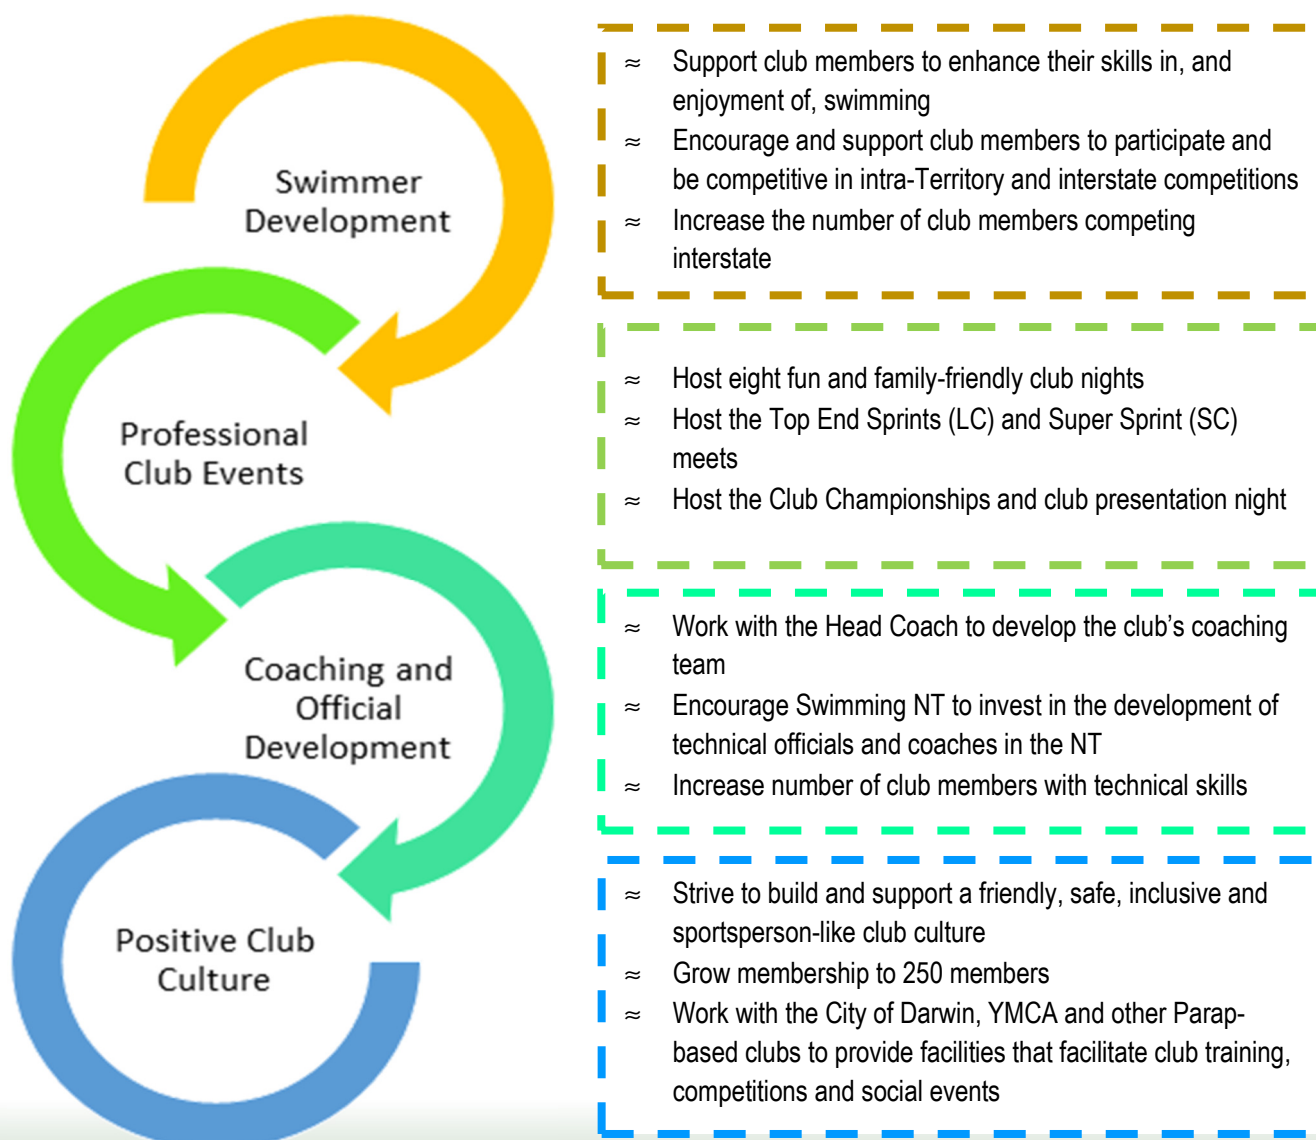 Swimmer
Development
≈ Support club members to enhance their skills in, and
enjoyment of, swimming
≈ Encourage and support club members to participate and
be competitive in intra-Territory and interstate competitions
≈ Increase the number of club members competing
interstate
Professional
Club Events
≈ Host eight fun and family-friendly club nights
≈ Host the Top End Sprints (LC) and Super Sprint (SC)
meets
≈ Host the Club Championships and club presentation night
Coaching and
Official
Development
≈ Work with the Head Coach to develop the club’s coaching
team
≈ Encourage Swimming NT to invest in the development of
technical officials and coaches in the NT
≈ Increase number of club members with technical skills
Positive Club
Culture
≈ Strive to build and support a friendly, safe, inclusive and
sportsperson-like club culture
≈ Grow membership to 250 members
≈ Work with the City of Darwin, YMCA and other Parap-
based clubs to provide facilities that facilitate club training,
competitions and social events